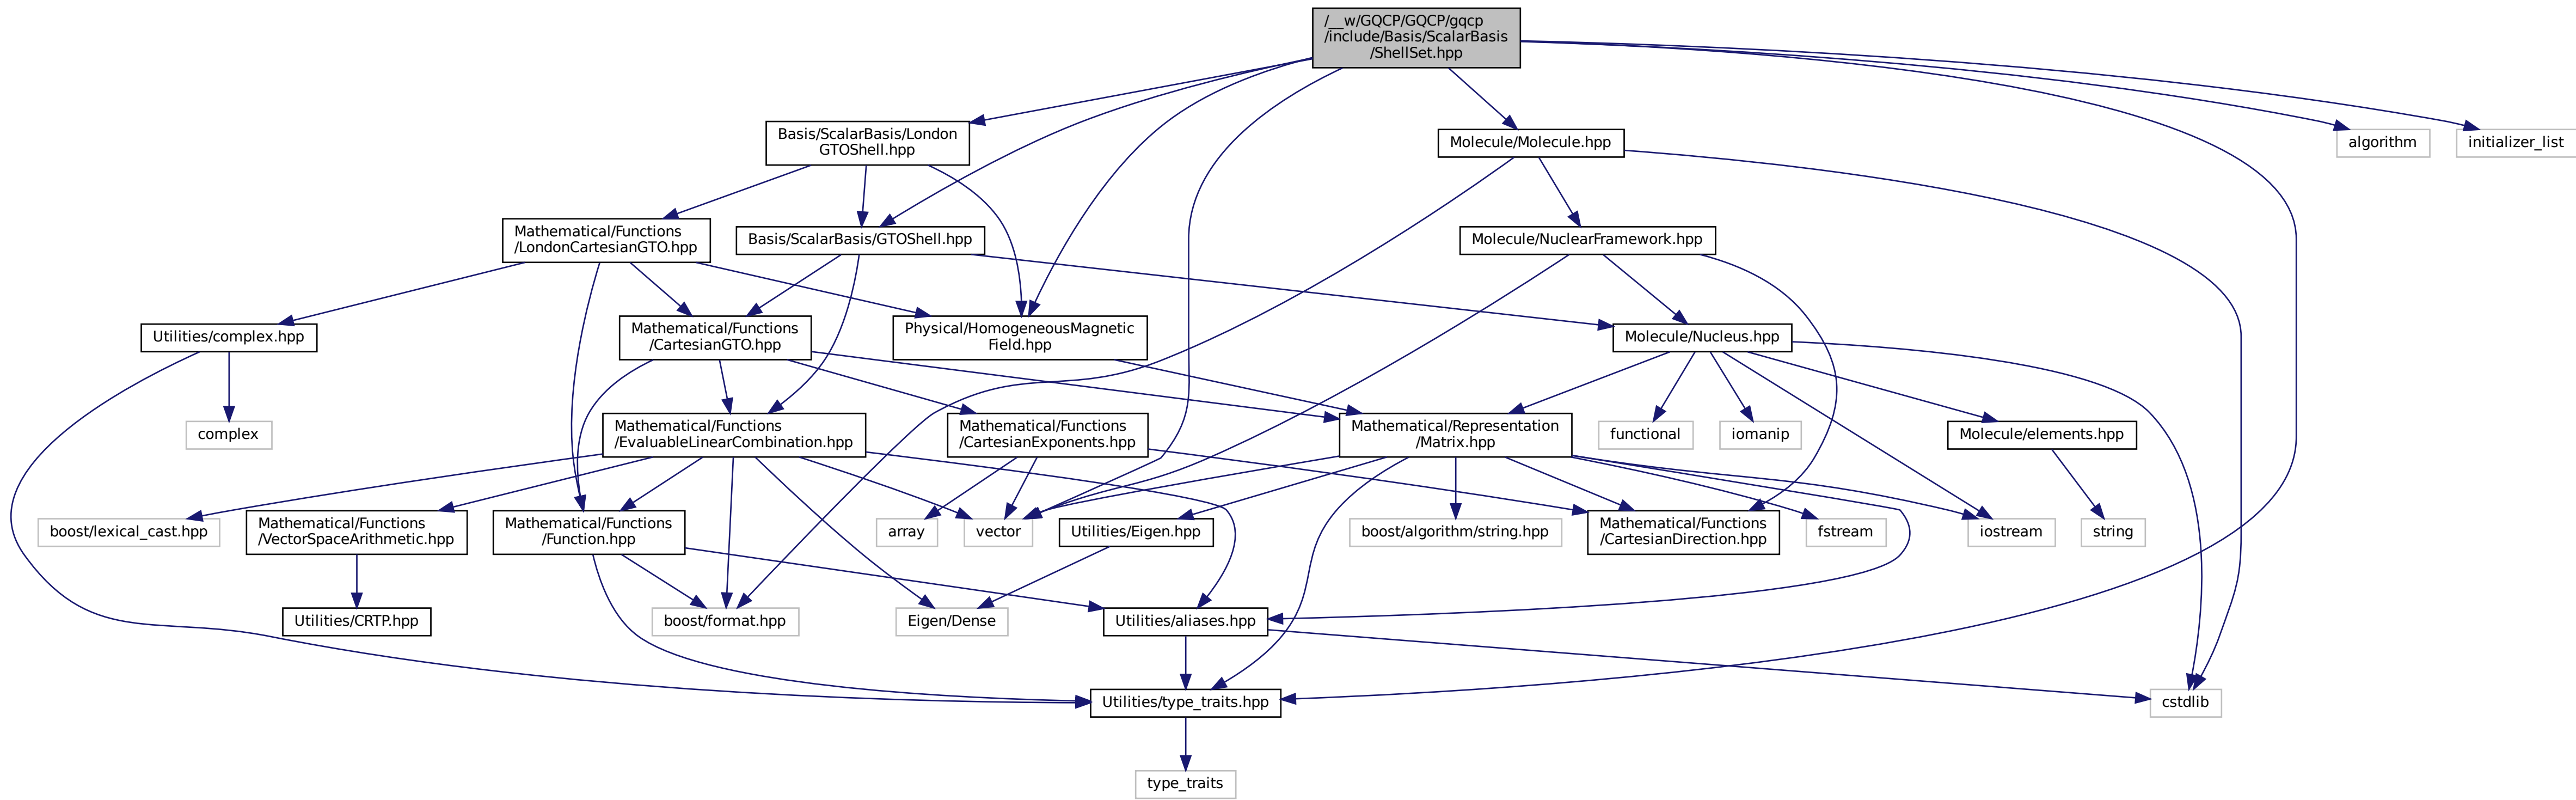 /__w/GQCP/GQCP/gqcp
/include/Basis/ScalarBasis
/ShellSet.hpp
Basis/ScalarBasis/London
GTOShell.hpp
Molecule/Molecule.hpp
algorithm
initializer_list
Mathematical/Functions
/LondonCartesianGTO.hpp
Basis/ScalarBasis/GTOShell.hpp
Molecule/NuclearFramework.hpp
Utilities/complex.hpp
Mathematical/Functions
/CartesianGTO.hpp
Physical/HomogeneousMagnetic
Field.hpp
Molecule/Nucleus.hpp
complex
Mathematical/Functions
/EvaluableLinearCombination.hpp
Mathematical/Functions
/CartesianExponents.hpp
Mathematical/Representation
/Matrix.hpp
functional
iomanip
Molecule/elements.hpp
boost/lexical_cast.hpp
Mathematical/Functions
/VectorSpaceArithmetic.hpp
Mathematical/Functions
/Function.hpp
array
vector
Utilities/Eigen.hpp
boost/algorithm/string.hpp
Mathematical/Functions
/CartesianDirection.hpp
fstream
iostream
string
Utilities/CRTP.hpp
boost/format.hpp
Eigen/Dense
Utilities/aliases.hpp
Utilities/type_traits.hpp
cstdlib
type_traits